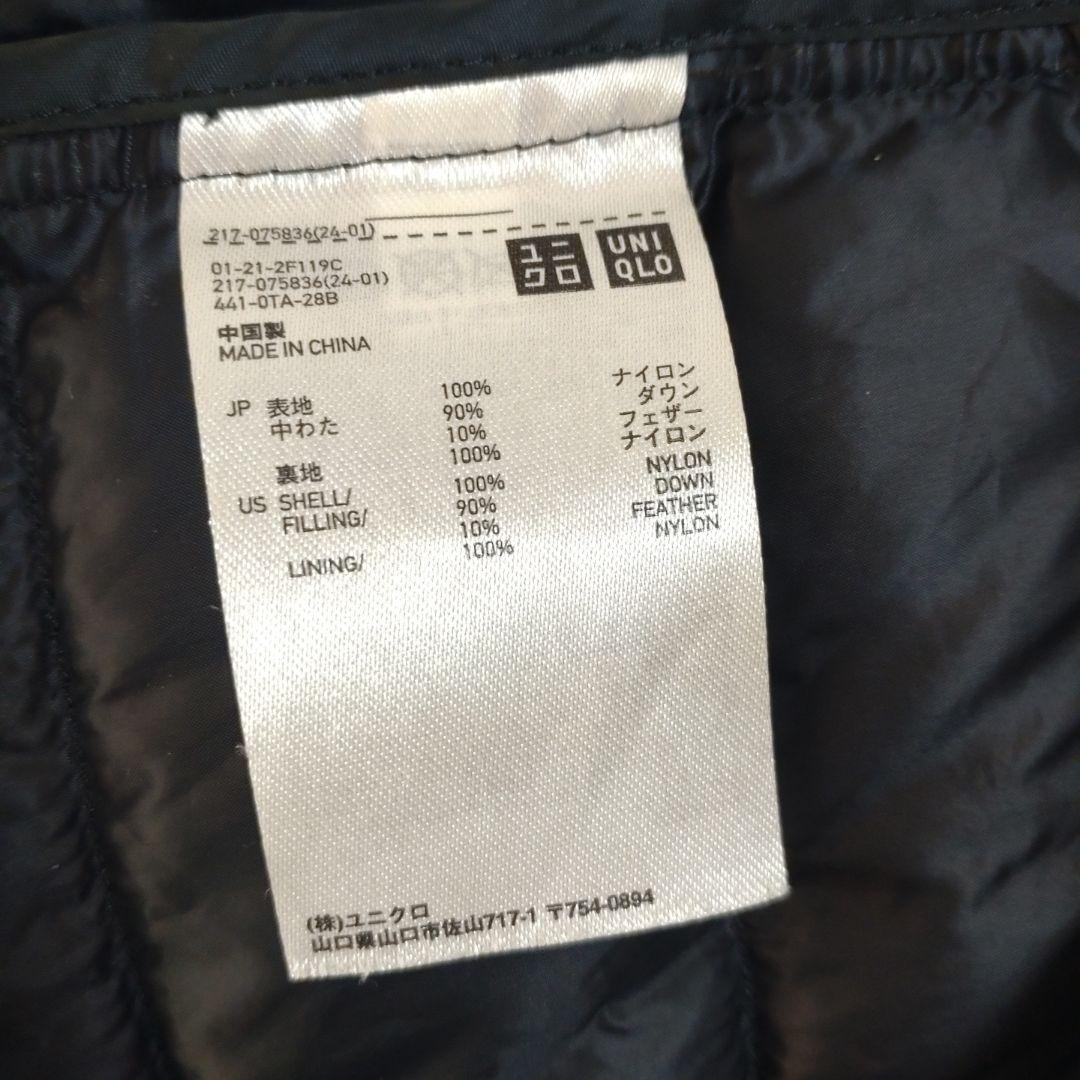 217-075836(24-01)
01-21-2F119C
217-075836(24-01)
441-0TA-28B
ユニ
クロ
UNI
QLO
中国製
MADE IN CHINA
JP 表地 100% ナイロン
中わた 90% ダウン
10% フェザー
裏地 100% ナイロン
US SHELL/ 100% NYLON
FILLING/ 90% DOWN
10% FEATHER
LINING/ 100% NYLON
(株)ユニクロ
山口県山口市佐山717-1 〒754-0894